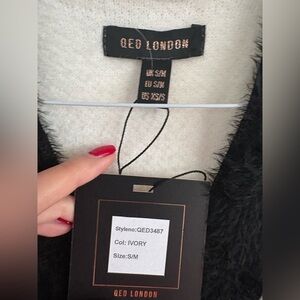 QED LONDON
UK S/M
EU S/M
US XS/S
Styleno:QED3487
Col: IVORY
Size:S/M
QED LONDON